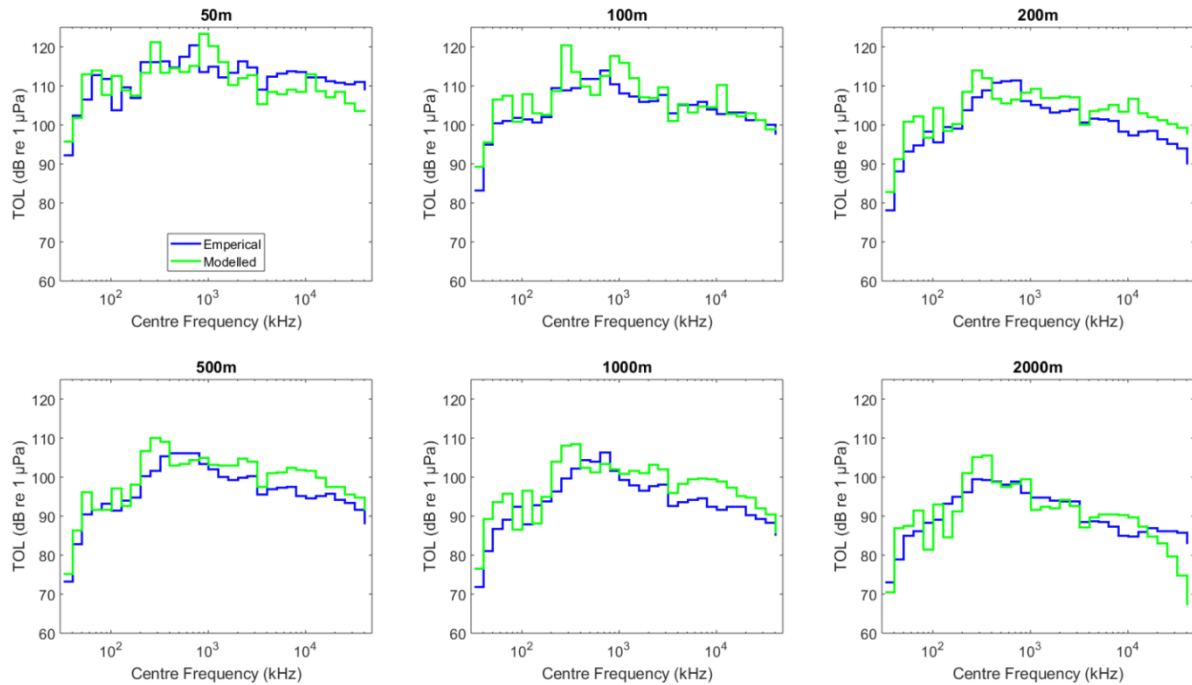 50m
100m
200m
TOL (dB re 1 μPa)
120
110
100
90
80
70
60
Emperical
Modelled
10² 10³ 10⁴
Centre Frequency (kHz)
TOL (dB re 1 μPa)
120
110
100
90
80
70
60
10² 10³ 10⁴
Centre Frequency (kHz)
TOL (dB re 1 μPa)
120
110
100
90
80
70
60
10² 10³ 10⁴
Centre Frequency (kHz)
500m
1000m
2000m
TOL (dB re 1 μPa)
120
110
100
90
80
70
60
10² 10³ 10⁴
Centre Frequency (kHz)
TOL (dB re 1 μPa)
120
110
100
90
80
70
60
10² 10³ 10⁴
Centre Frequency (kHz)
TOL (dB re 1 μPa)
120
110
100
90
80
70
60
10² 10³ 10⁴
Centre Frequency (kHz)